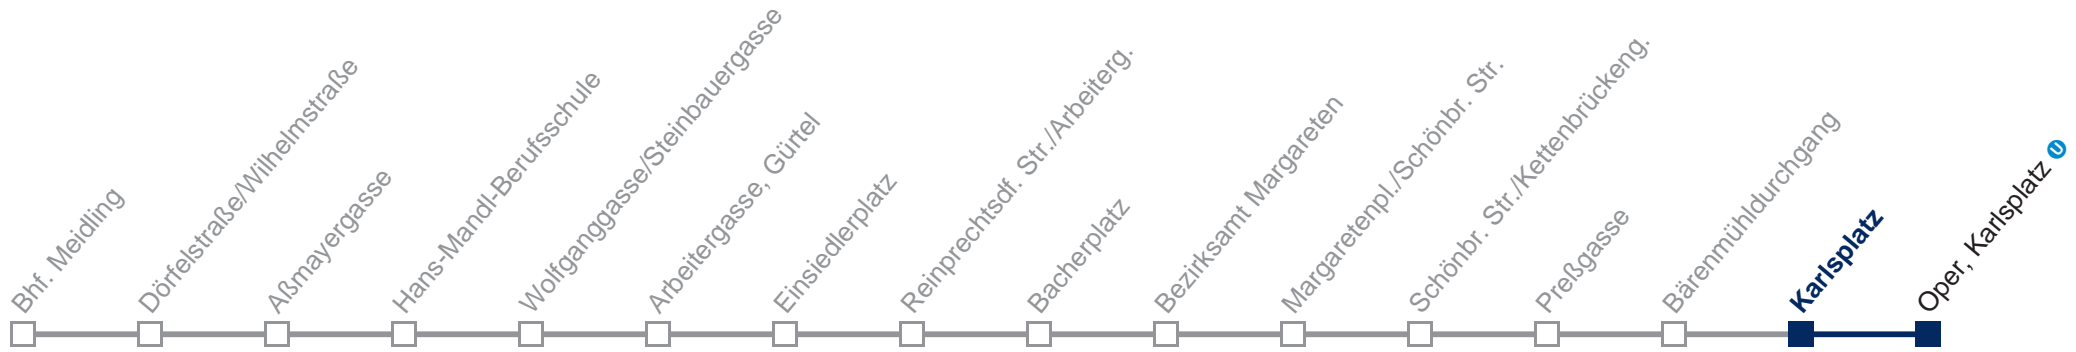 Bhf. Meidling
Dörfelstraße/Wilhelmstraße
Aßmayergasse
Hans-Mandl-Berufsschule
Wolfganggasse/Steinbauergasse
Arbeitergasse, Gürtel
Einsiedlerplatz
Reinprechtsdf. Str./Arbeiterg.
Bacherplatz
Bezirksamt Margareten
Margaretenpl./Schönbr. Str.
Schönbr. Str./Kettenbrückeng.
Preßgasse
Bärenmühldurchgang
Karlsplatz
Oper, Karlsplatz U